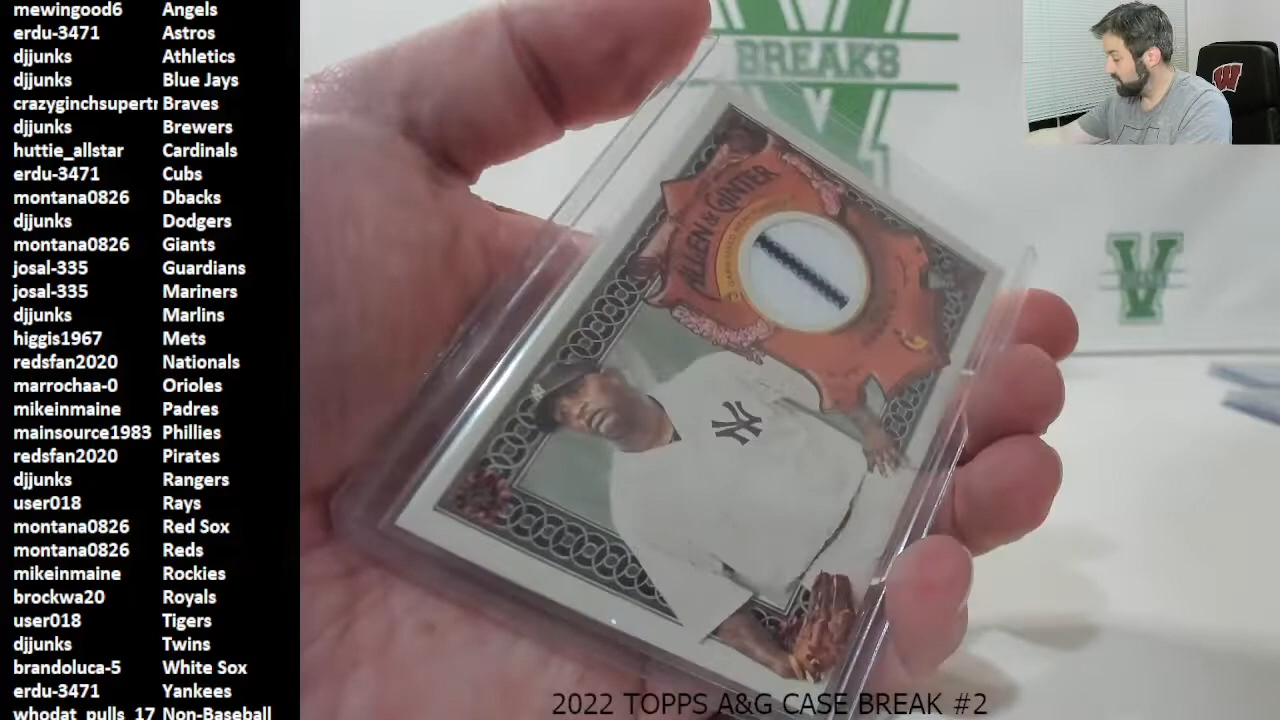 mewingood6 Angels
erdu-3471 Astros
djjunks Athletics
djjunks Blue Jays
crazyginchsupertr Braves
djjunks Brewers
huttie_allstar Cardinals
erdu-3471 Cubs
montana0826 Dbacks
djjunks Dodgers
montana0826 Giants
josal-335 Guardians
josal-335 Mariners
djjunks Marlins
higgis1967 Mets
redsfan2020 Nationals
marrochaa-0 Orioles
mikeinmaine Padres
mainsource1983 Phillies
redsfan2020 Pirates
djjunks Rangers
user018 Rays
montana0826 Red Sox
montana0826 Reds
mikeinmaine Rockies
brockwa20 Royals
user018 Tigers
djjunks Twins
brandoluca-5 White Sox
erdu-3471 Yankees
whodat_pulls_17 Non-Baseball
V
BREAKS
ALLEN & GINTER
NY
W
V
2022 TOPPS A&G CASE BREAK #2